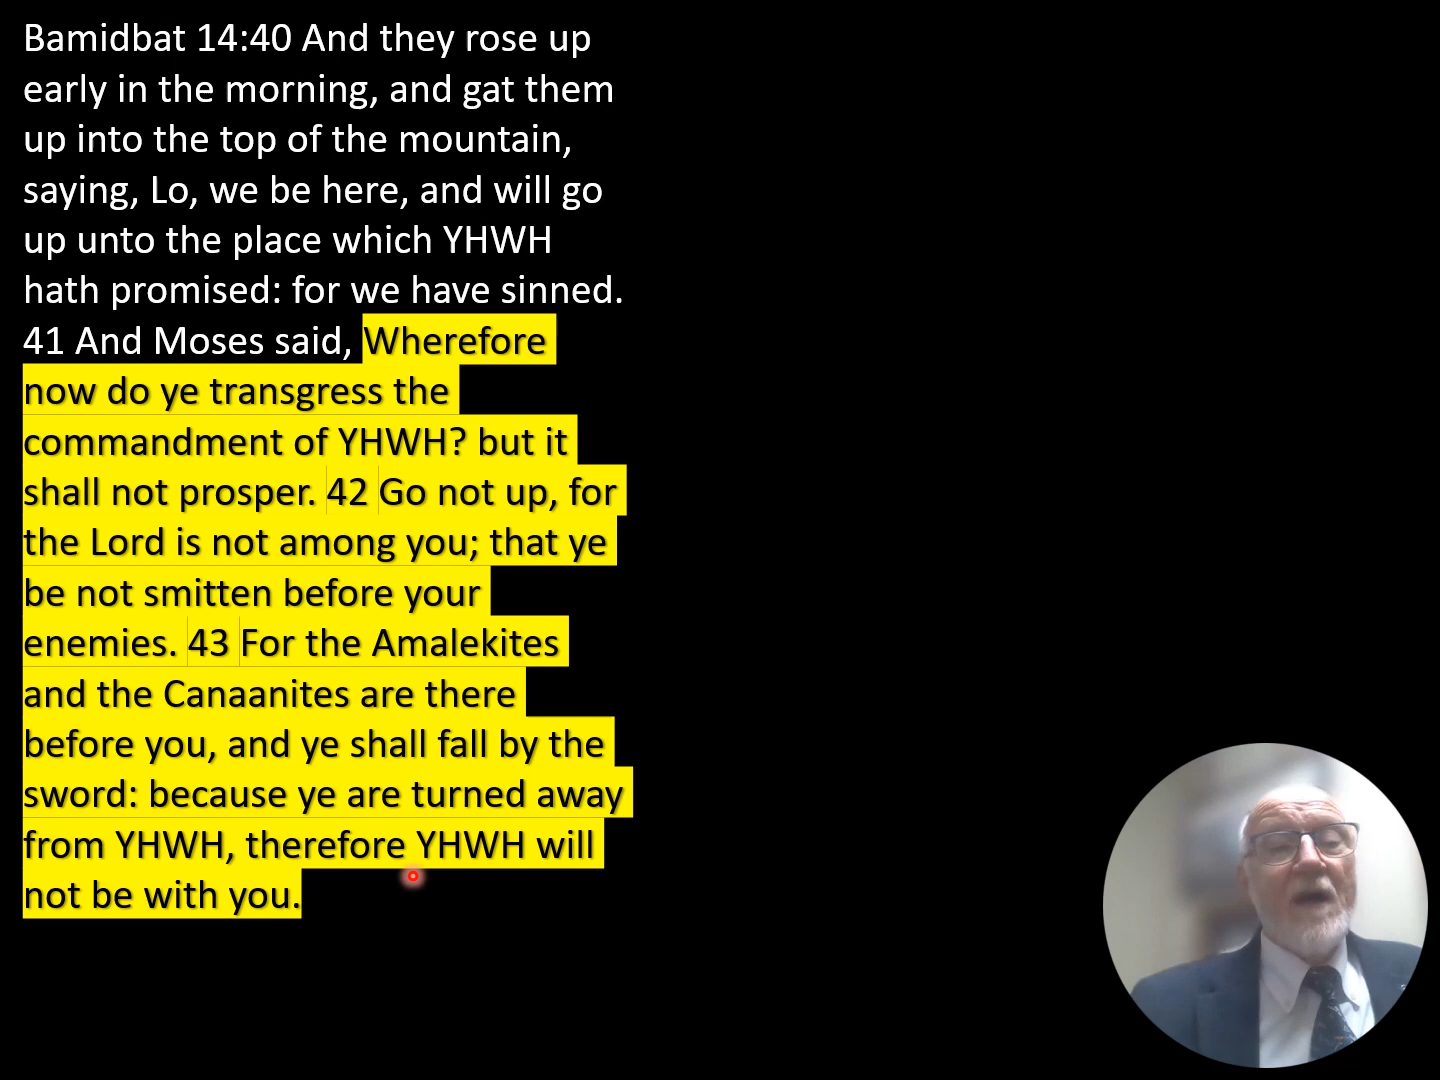 Bamidbat 14:40 And they rose up
early in the morning, and gat them
up into the top of the mountain,
saying, Lo, we be here, and will go
up unto the place which YHWH
hath promised: for we have sinned.
41 And Moses said, Wherefore
now do ye transgress the
commandment of YHWH? but it
shall not prosper. 42 Go not up, for
the Lord is not among you; that ye
be not smitten before your
enemies. 43 For the Amalekites
and the Canaanites are there
before you, and ye shall fall by the
sword: because ye are turned away
from YHWH, therefore YHWH will
not be with you.